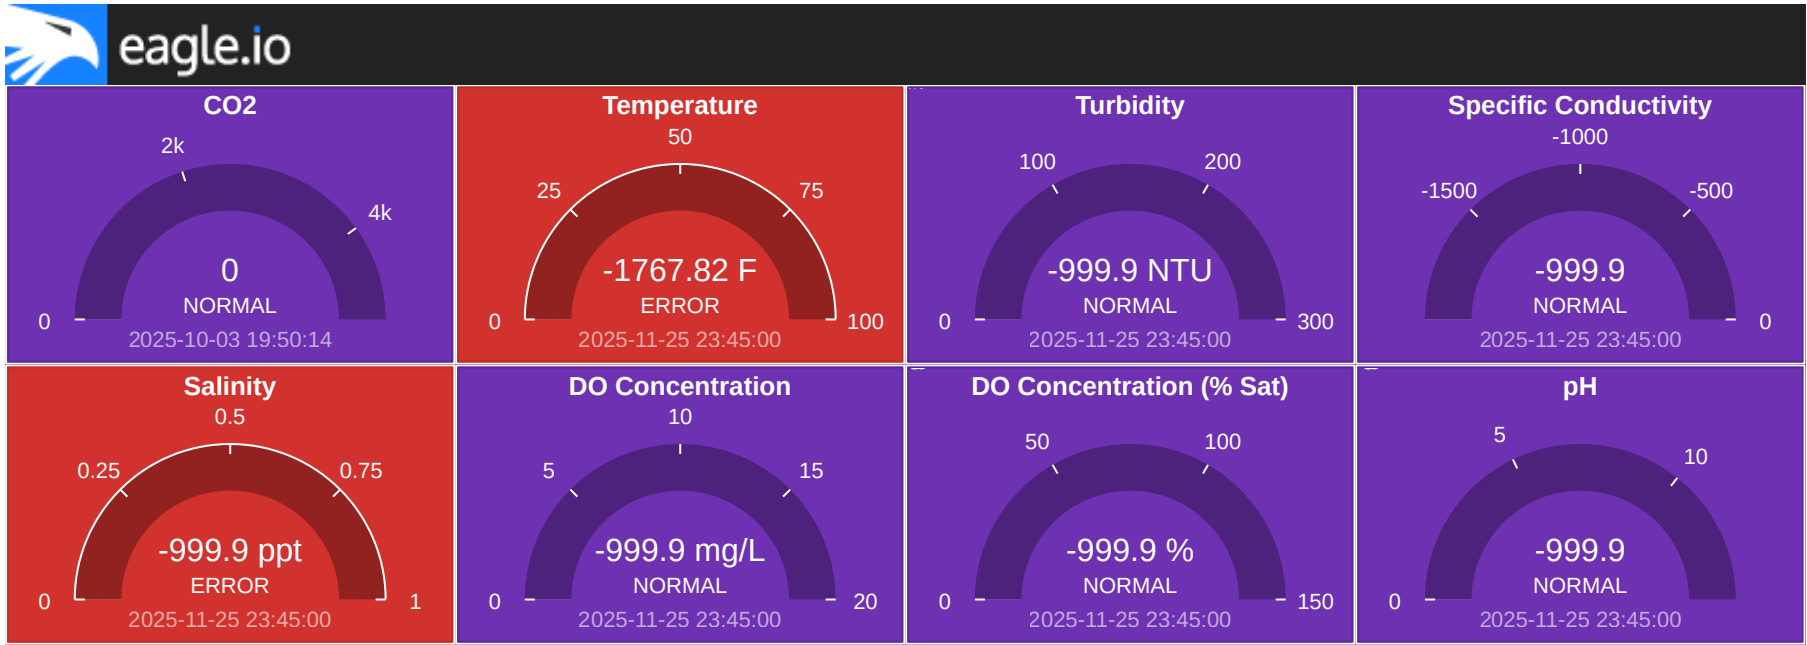 eagle.io
CO2
2k
4k
0
0
NORMAL
2025-10-03 19:50:14
Temperature
50
25
75
-1767.82 F
ERROR
0
100
2025-11-25 23:45:00
Turbidity
100
200
-999.9 NTU
NORMAL
0
300
2025-11-25 23:45:00
Specific Conductivity
-1000
-1500
-500
-999.9
NORMAL
0
2025-11-25 23:45:00
Salinity
0.5
0.25
0.75
-999.9 ppt
ERROR
0
1
2025-11-25 23:45:00
DO Concentration
10
5
15
-999.9 mg/L
NORMAL
0
20
2025-11-25 23:45:00
DO Concentration (% Sat)
50
100
-999.9 %
NORMAL
0
150
2025-11-25 23:45:00
pH
5
10
-999.9
NORMAL
0
2025-11-25 23:45:00